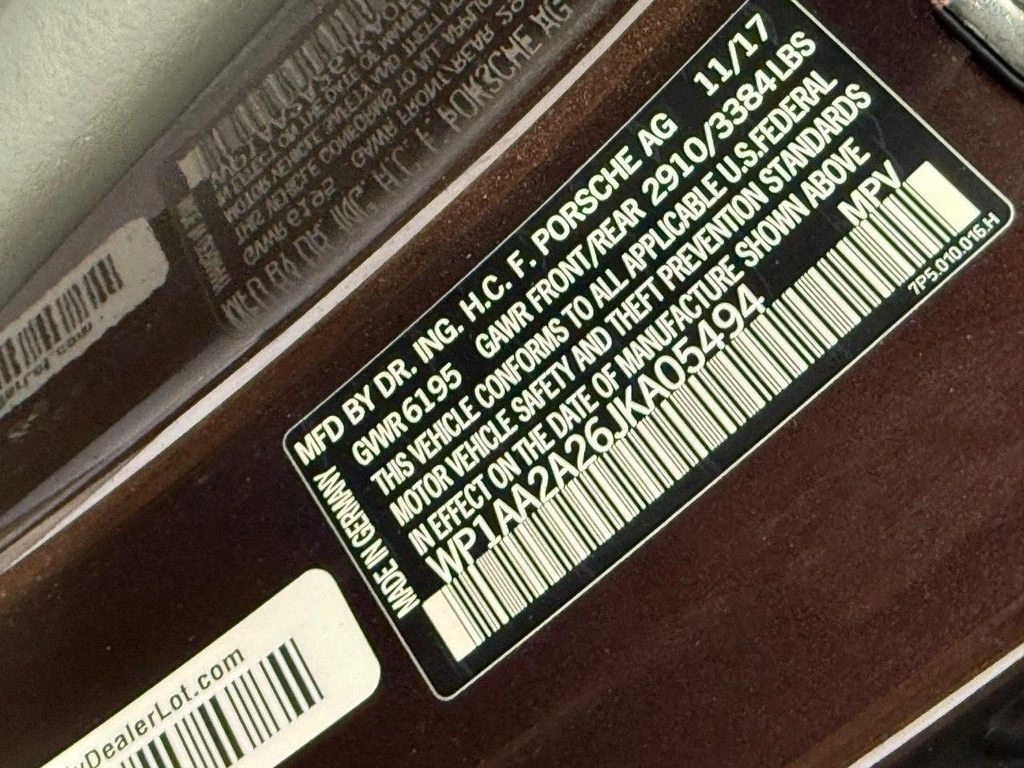 MFD BY DR. ING. H.C. F. PORSCHE AG 11/17
GVWR 6195 GAWR FRONT/REAR 2910/3384 LBS
THIS VEHICLE CONFORMS TO ALL APPLICABLE U.S.FEDERAL
MOTOR VEHICLE SAFETY AND THEFT PREVENTION STANDARDS
IN EFFECT ON THE DATE OF MANUFACTURE SHOWN ABOVE
WP1AA2A26JKA05494 MPV
MADE IN GERMANY
7P5.010.016.H
DealerLot.com